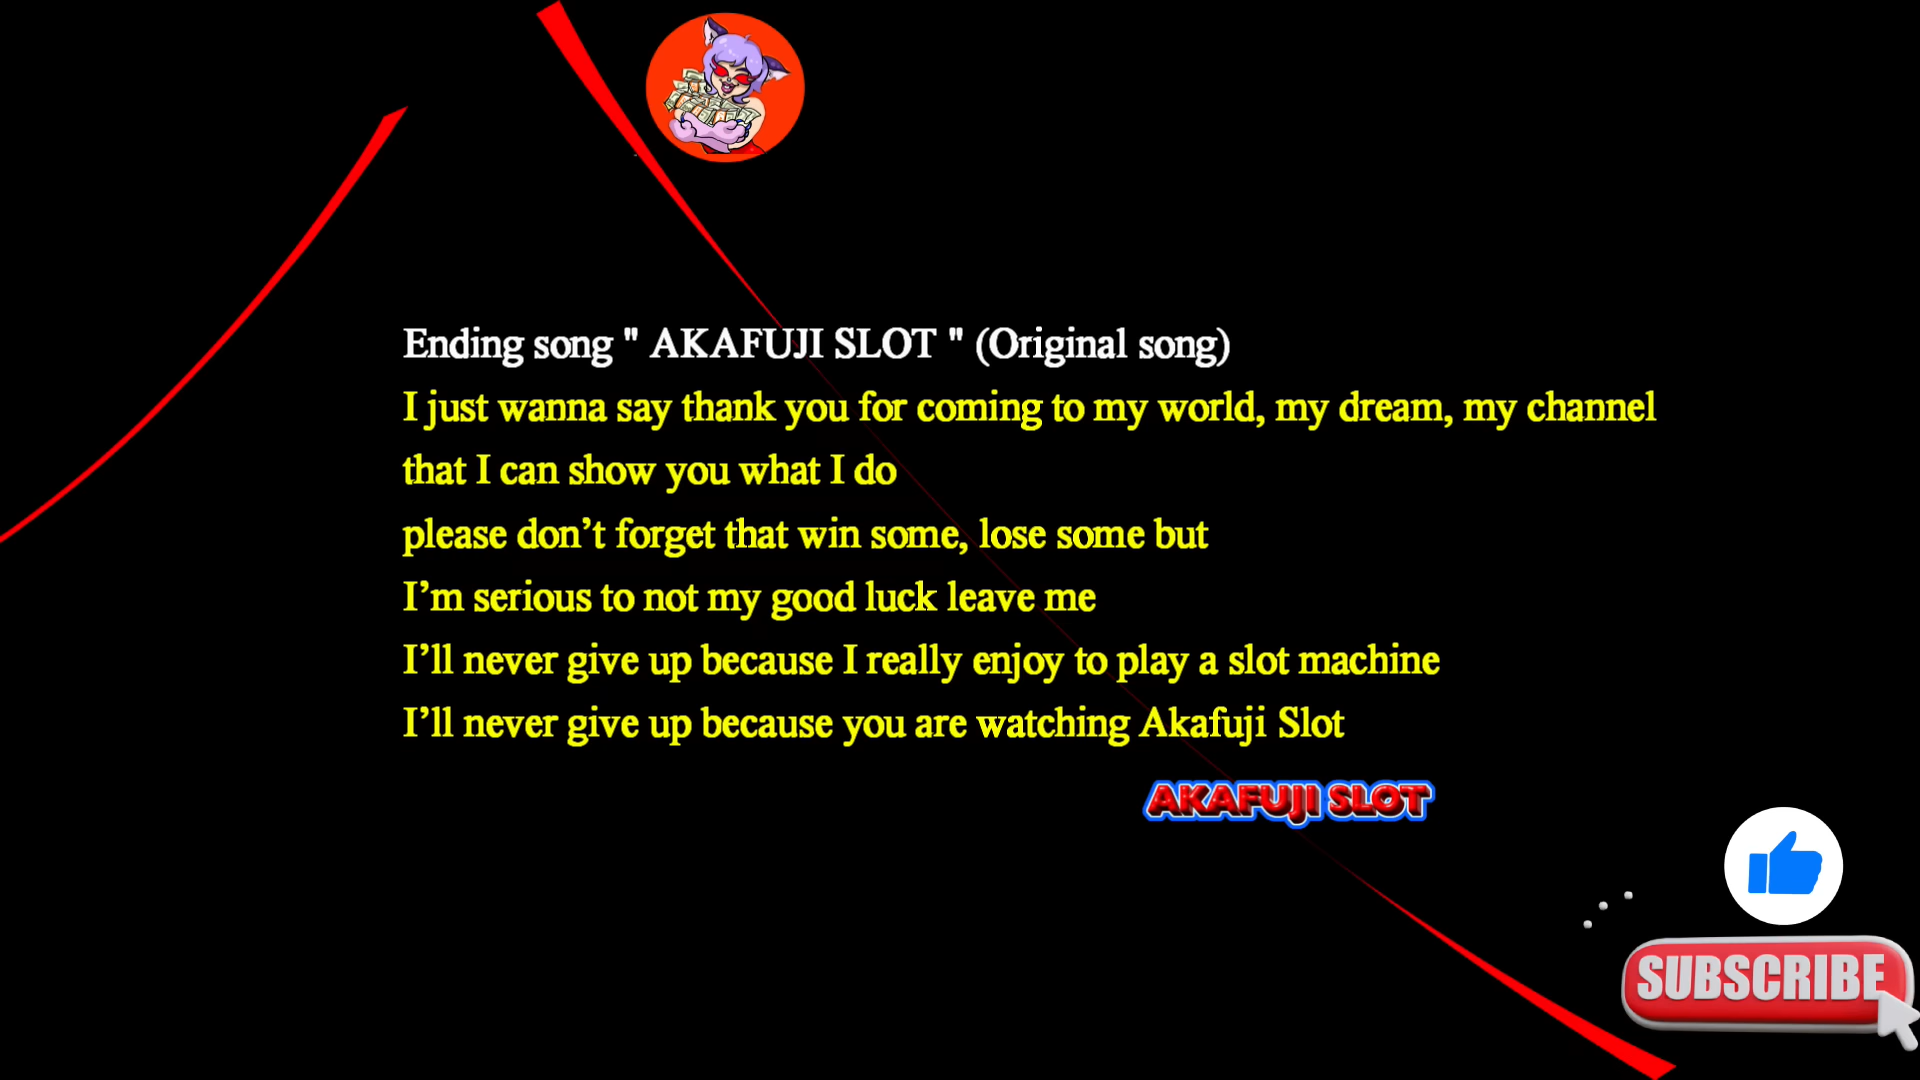 Ending song " AKAFUJI SLOT " (Original song)
I just wanna say thank you for coming to my world, my dream, my channel
that I can show you what I do
please don’t forget that win some, lose some but
I’m serious to not my good luck leave me
I’ll never give up because I really enjoy to play a slot machine
I’ll never give up because you are watching Akafuji Slot
AKAFUJI SLOT
SUBSCRIBE